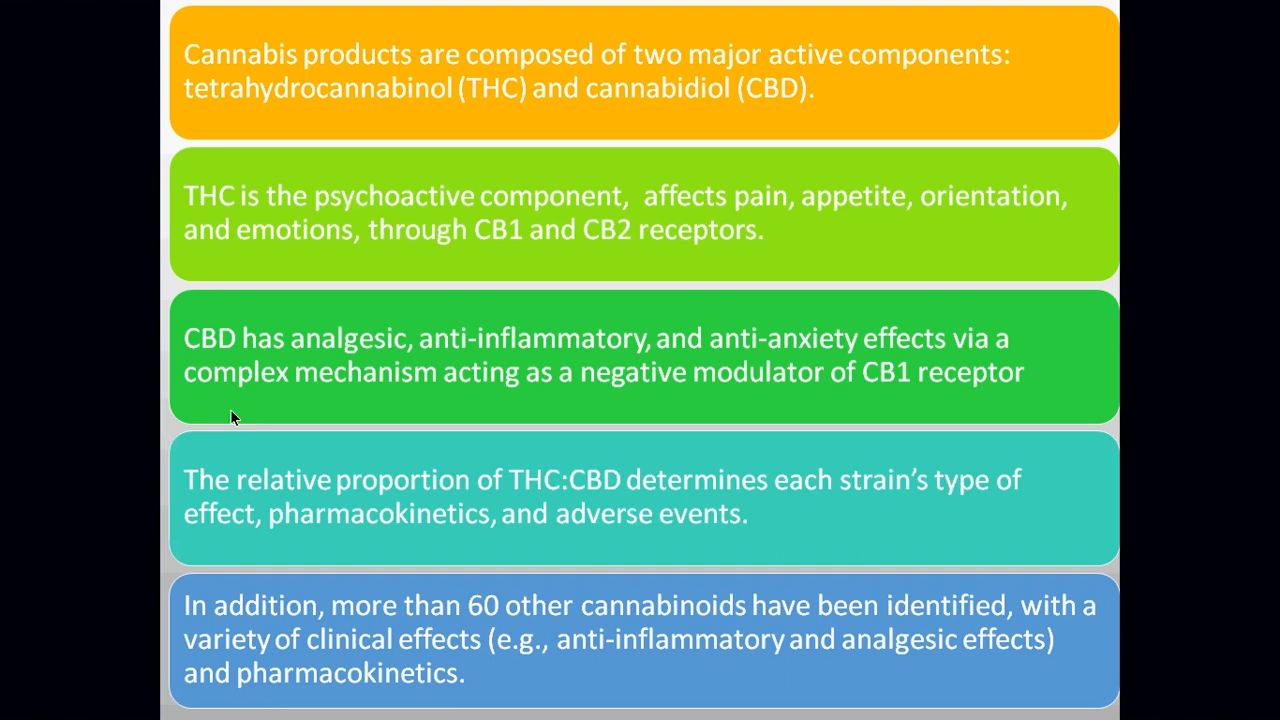 Cannabis products are composed of two major active components:
tetrahydrocannabinol (THC) and cannabidiol (CBD).
THC is the psychoactive component,  affects pain, appetite, orientation,
and emotions, through CB1 and CB2 receptors.
CBD has analgesic, anti-inflammatory, and anti-anxiety effects via a
complex mechanism acting as a negative modulator of CB1 receptor
The relative proportion of THC:CBD determines each strain’s type of
effect, pharmacokinetics, and adverse events.
In addition, more than 60 other cannabinoids have been identified, with a
variety of clinical effects (e.g., anti-inflammatory and analgesic effects)
and pharmacokinetics.